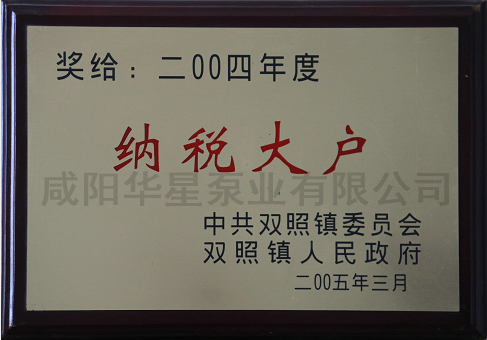 奖给：二00四年度
纳税大户
咸阳华星泵业有限公司
中共双照镇委员会
双照镇人民政府
二00五年三月